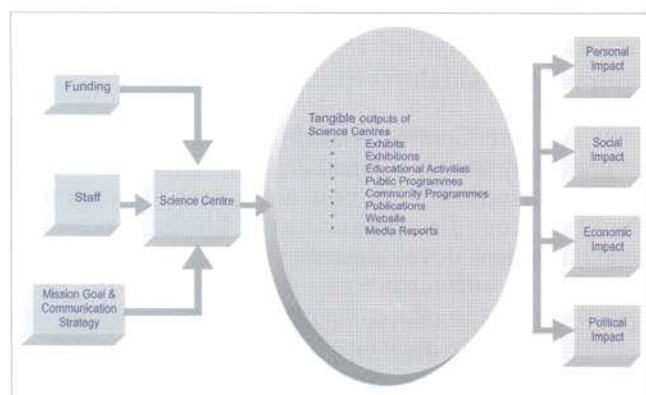 Funding
Staff
Mission Goal &
Communication
Strategy
Science Centre
Tangible outputs of
Science Centres
* Exhibits
* Exhibitions
* Educational Activities
* Public Programmes
* Community Programmes
* Publications
* Website
* Media Reports
Personal
Impact
Social
Impact
Economic
Impact
Political
Impact